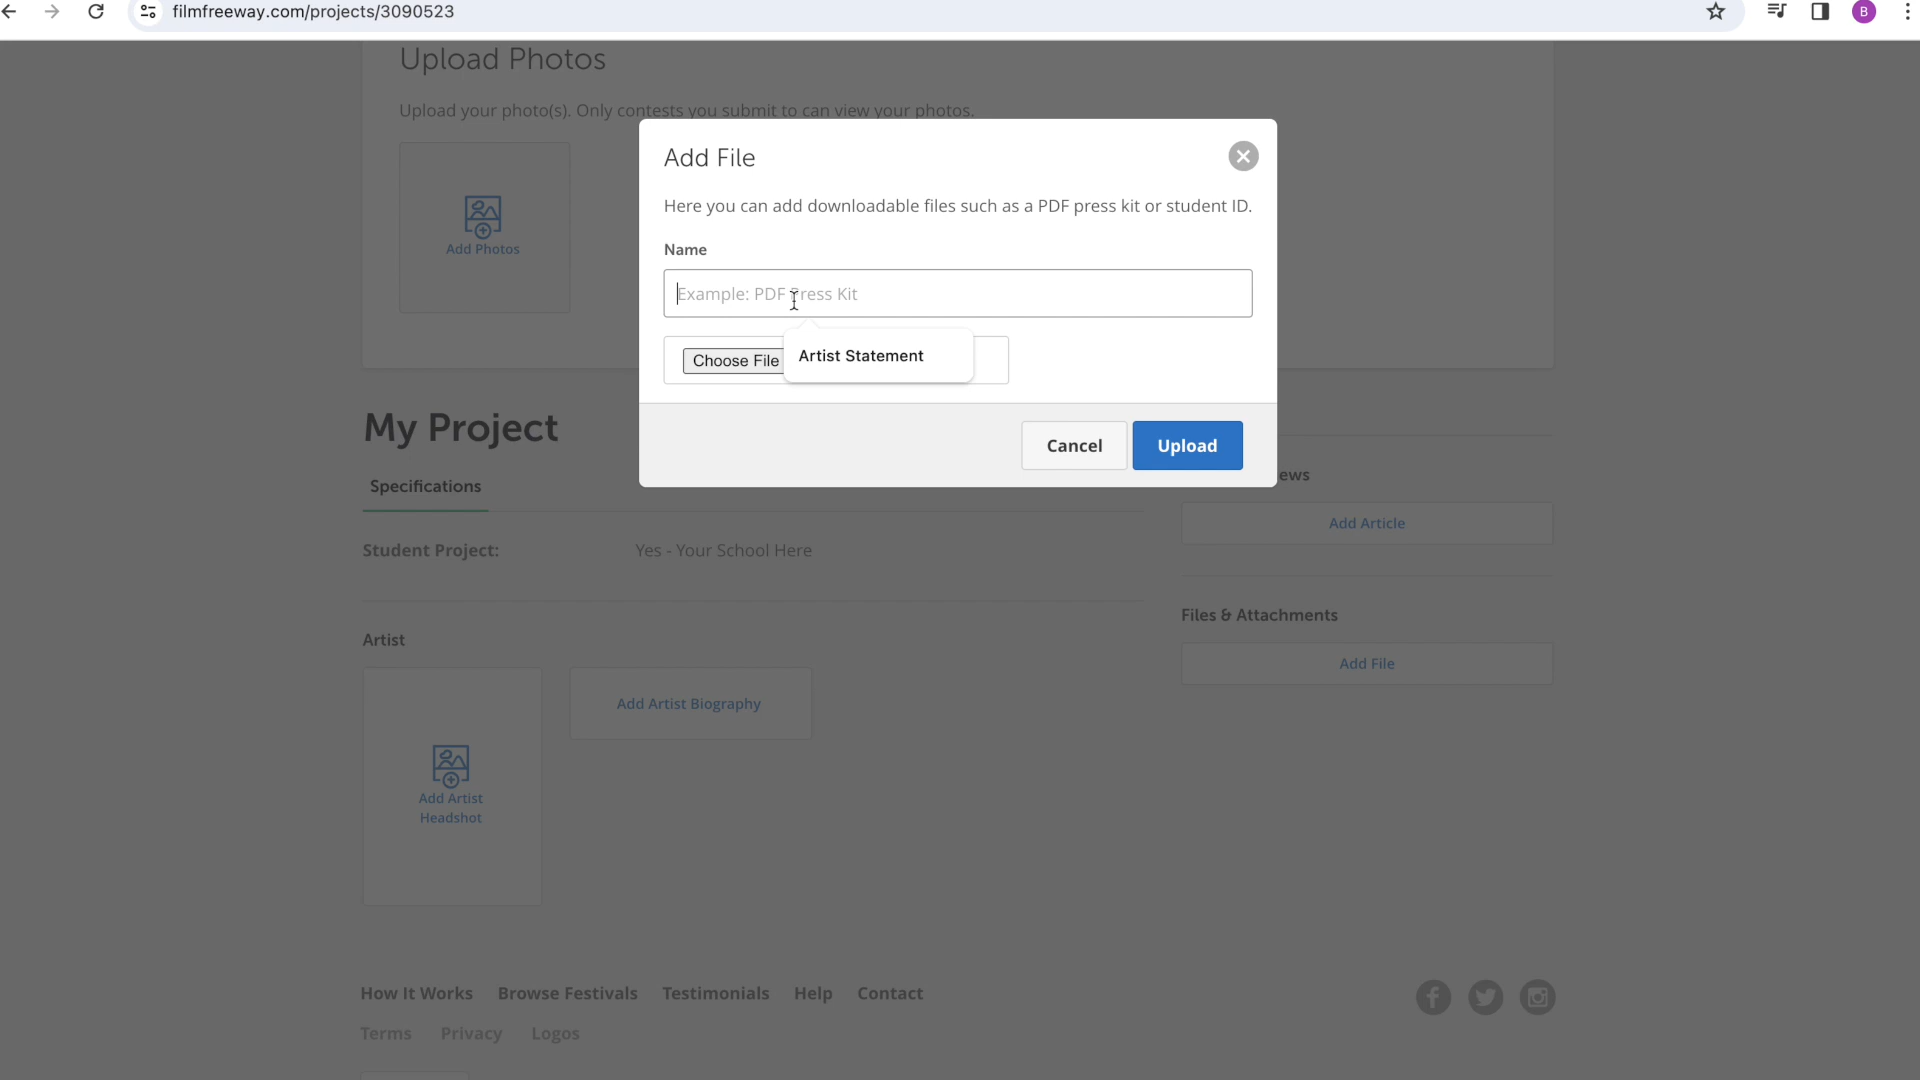 filmfreeway.com/projects/3090523
B
Upload Photos
Upload your photo(s). Only contests you submit to can view your photos.
Add Photos
Add File
Here you can add downloadable files such as a PDF press kit or student ID.
Name
Example: PDF Press Kit
Choose File
Artist Statement
Cancel
Upload
My Project
Specifications
Student Project:
Yes - Your School Here
Artist
Add Artist
Headshot
Add Artist Biography
ews
Add Article
Files & Attachments
Add File
How It Works
Browse Festivals
Testimonials
Help
Contact
Terms
Privacy
Logos